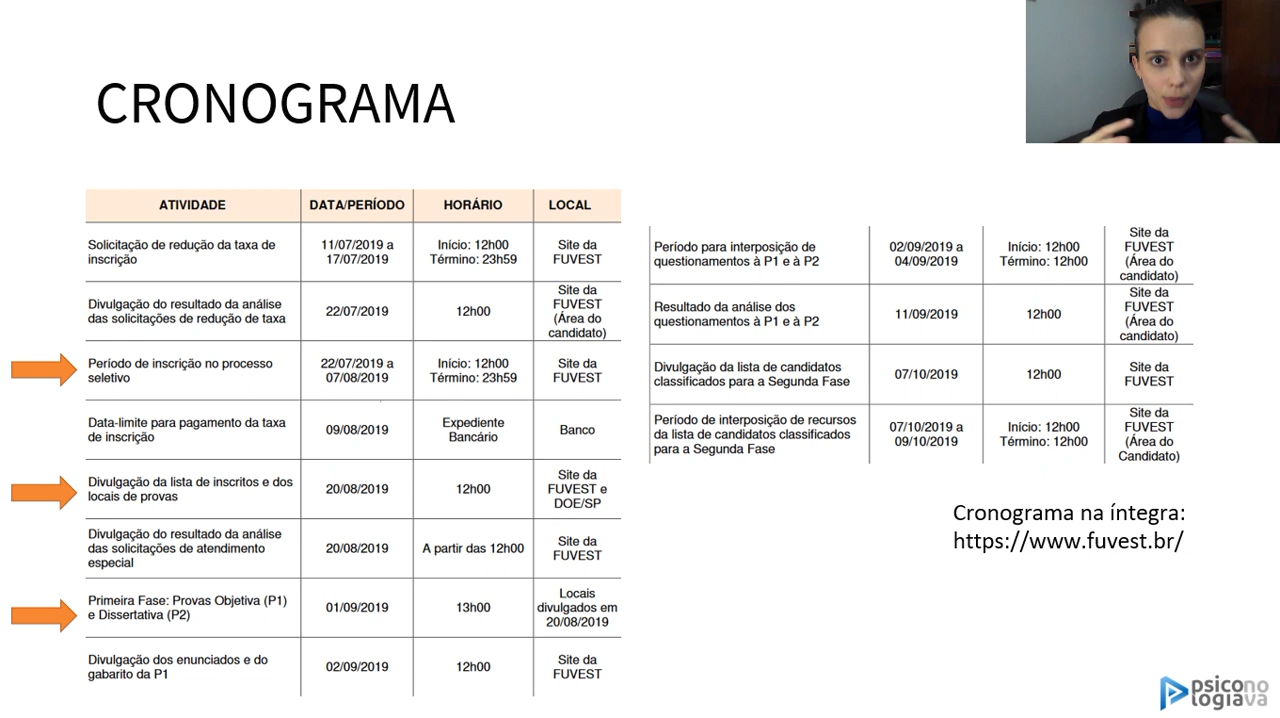 CRONOGRAMA
ATIVIDADE DATA/PERÍODO HORÁRIO LOCAL
Solicitação de redução da taxa de
inscrição
11/07/2019 a
17/07/2019
Início: 12h00
Término: 23h59
Site da
FUVEST
Divulgação do resultado da análise
das solicitações de redução de taxa
22/07/2019
12h00
Site da
FUVEST
(Área do
candidato)
Período de inscrição no processo
seletivo
22/07/2019 a
07/08/2019
Início: 12h00
Término: 23h59
Site da
FUVEST
Data-limite para pagamento da taxa
de inscrição
09/08/2019
Expediente
Bancário
Banco
Divulgação da lista de inscritos e dos
locais de provas
20/08/2019
12h00
Site da
FUVEST e
DOE/SP
Divulgação do resultado da análise
das solicitações de atendimento
especial
20/08/2019
A partir das 12h00
Site da
FUVEST
Primeira Fase: Provas Objetiva (P1)
e Dissertativa (P2)
01/09/2019
13h00
Locais
divulgados em
20/08/2019
Divulgação dos enunciados e do
gabarito da P1
02/09/2019
12h00
Site da
FUVEST
Período para interposição de
questionamentos à P1 e à P2
02/09/2019 a
04/09/2019
Início: 12h00
Término: 12h00
Site da
FUVEST
(Área do
candidato)
Resultado da análise dos
questionamentos à P1 e à P2
11/09/2019
12h00
Site da
FUVEST
(Área do
candidato)
Divulgação da lista de candidatos
classificados para a Segunda Fase
07/10/2019
12h00
Site da
FUVEST
Período de interposição de recursos
da lista de candidatos classificados
para a Segunda Fase
07/10/2019 a
09/10/2019
Início: 12h00
Término: 12h00
Site da
FUVEST
(Área do
Candidato)
Cronograma na íntegra:
https://www.fuvest.br/
psicono
logiava